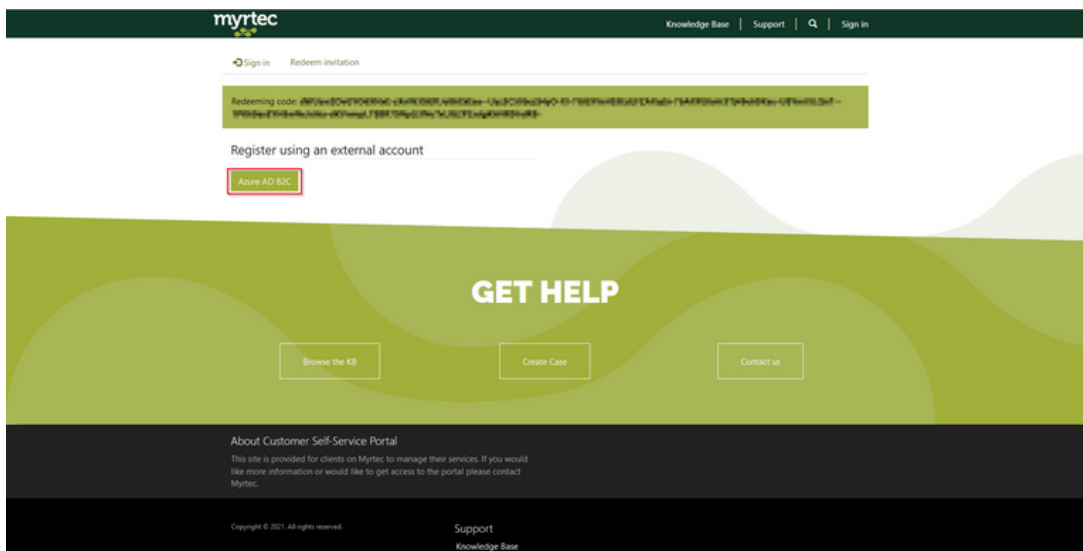 myrtec
Knowledge Base | Support | | Sign in
Sign in Redeem invitation
Redeeming code:
Register using an external account
Azure AD B2C
GET HELP
Browse the KB Create Case Contact us
About Customer Self-Service Portal
This site is provided for clients on Myrtec to manage their services. If you would
like more information or would like to get access to the portal please contact
Myrtec.
Copyright © 2021. All rights reserved.
Support
Knowledge Base